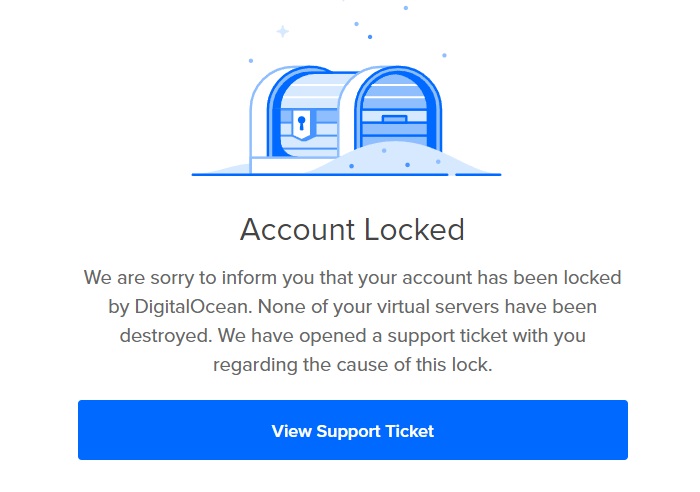 Account Locked
We are sorry to inform you that your account has been locked
by DigitalOcean. None of your virtual servers have been
destroyed. We have opened a support ticket with you
regarding the cause of this lock.
View Support Ticket